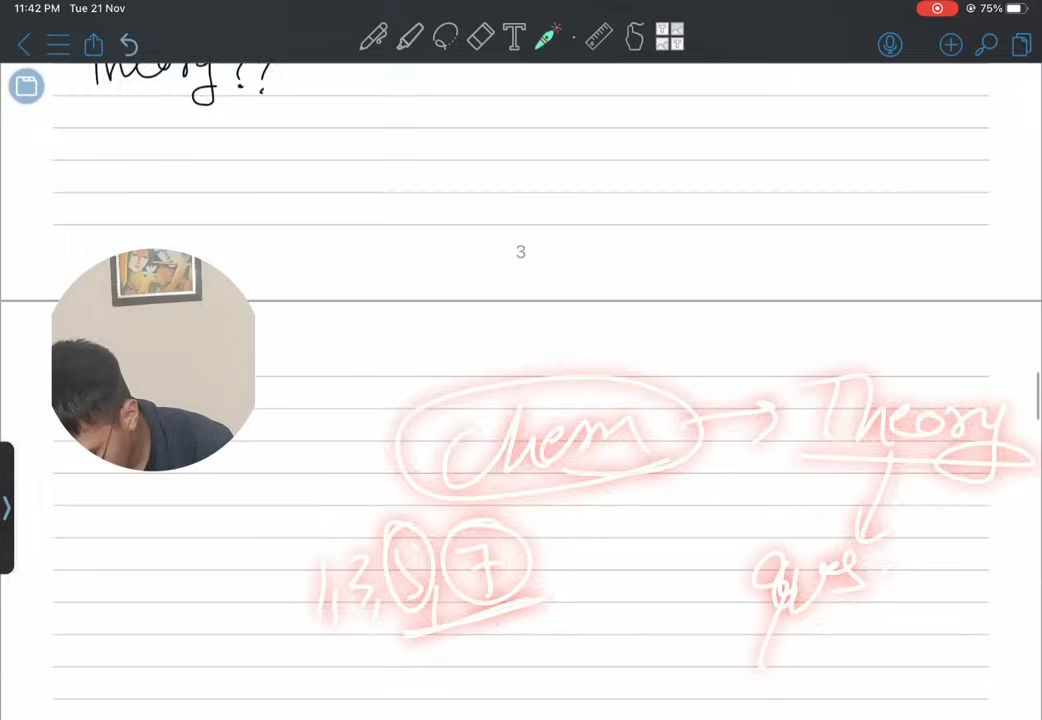 11:42 PM Tue 21 Nov
75%
Theory??
3
Chem → Theory
1, 3, 5, 7
ques